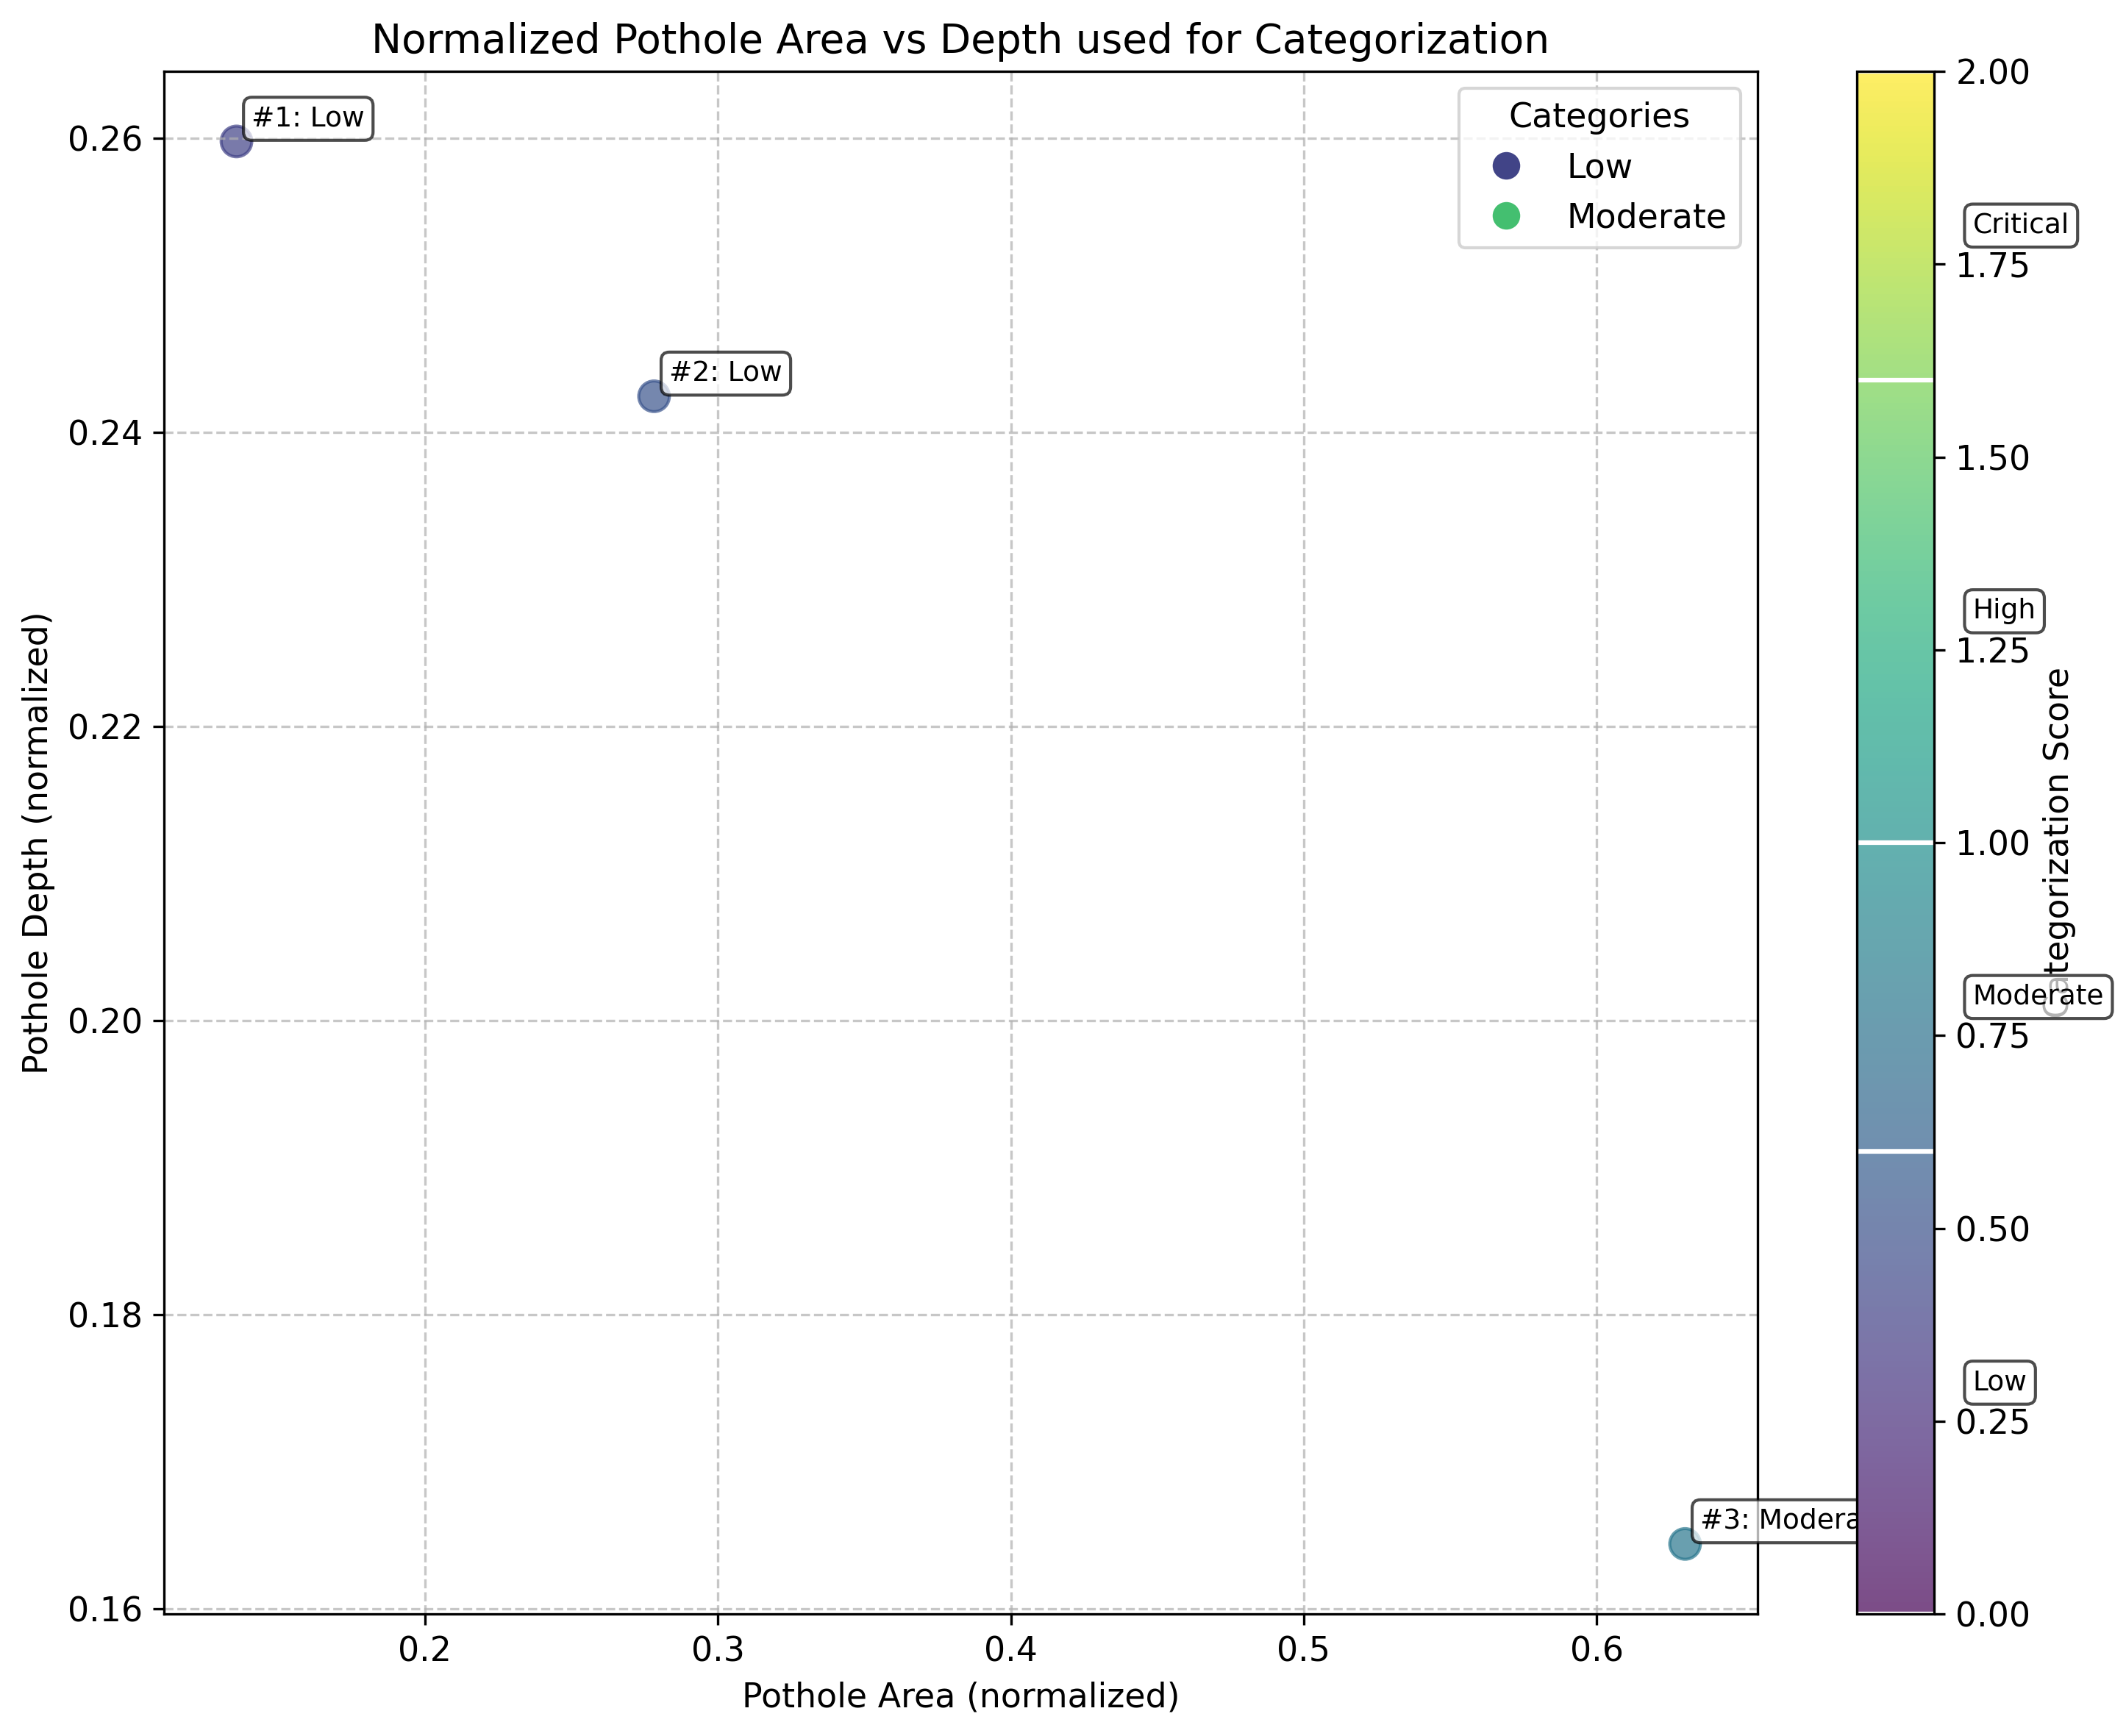 Normalized Pothole Area vs Depth used for Categorization
#1: Low
#2: Low
#3: Modera
Categories
Low
Moderate
0.26
0.24
0.22
0.20
0.18
0.16
Pothole Depth (normalized)
0.2
0.3
0.4
0.5
0.6
Pothole Area (normalized)
2.00
1.75
1.50
1.25
1.00
0.75
0.50
0.25
0.00
Critical
High
Moderate
Low
Categorization Score